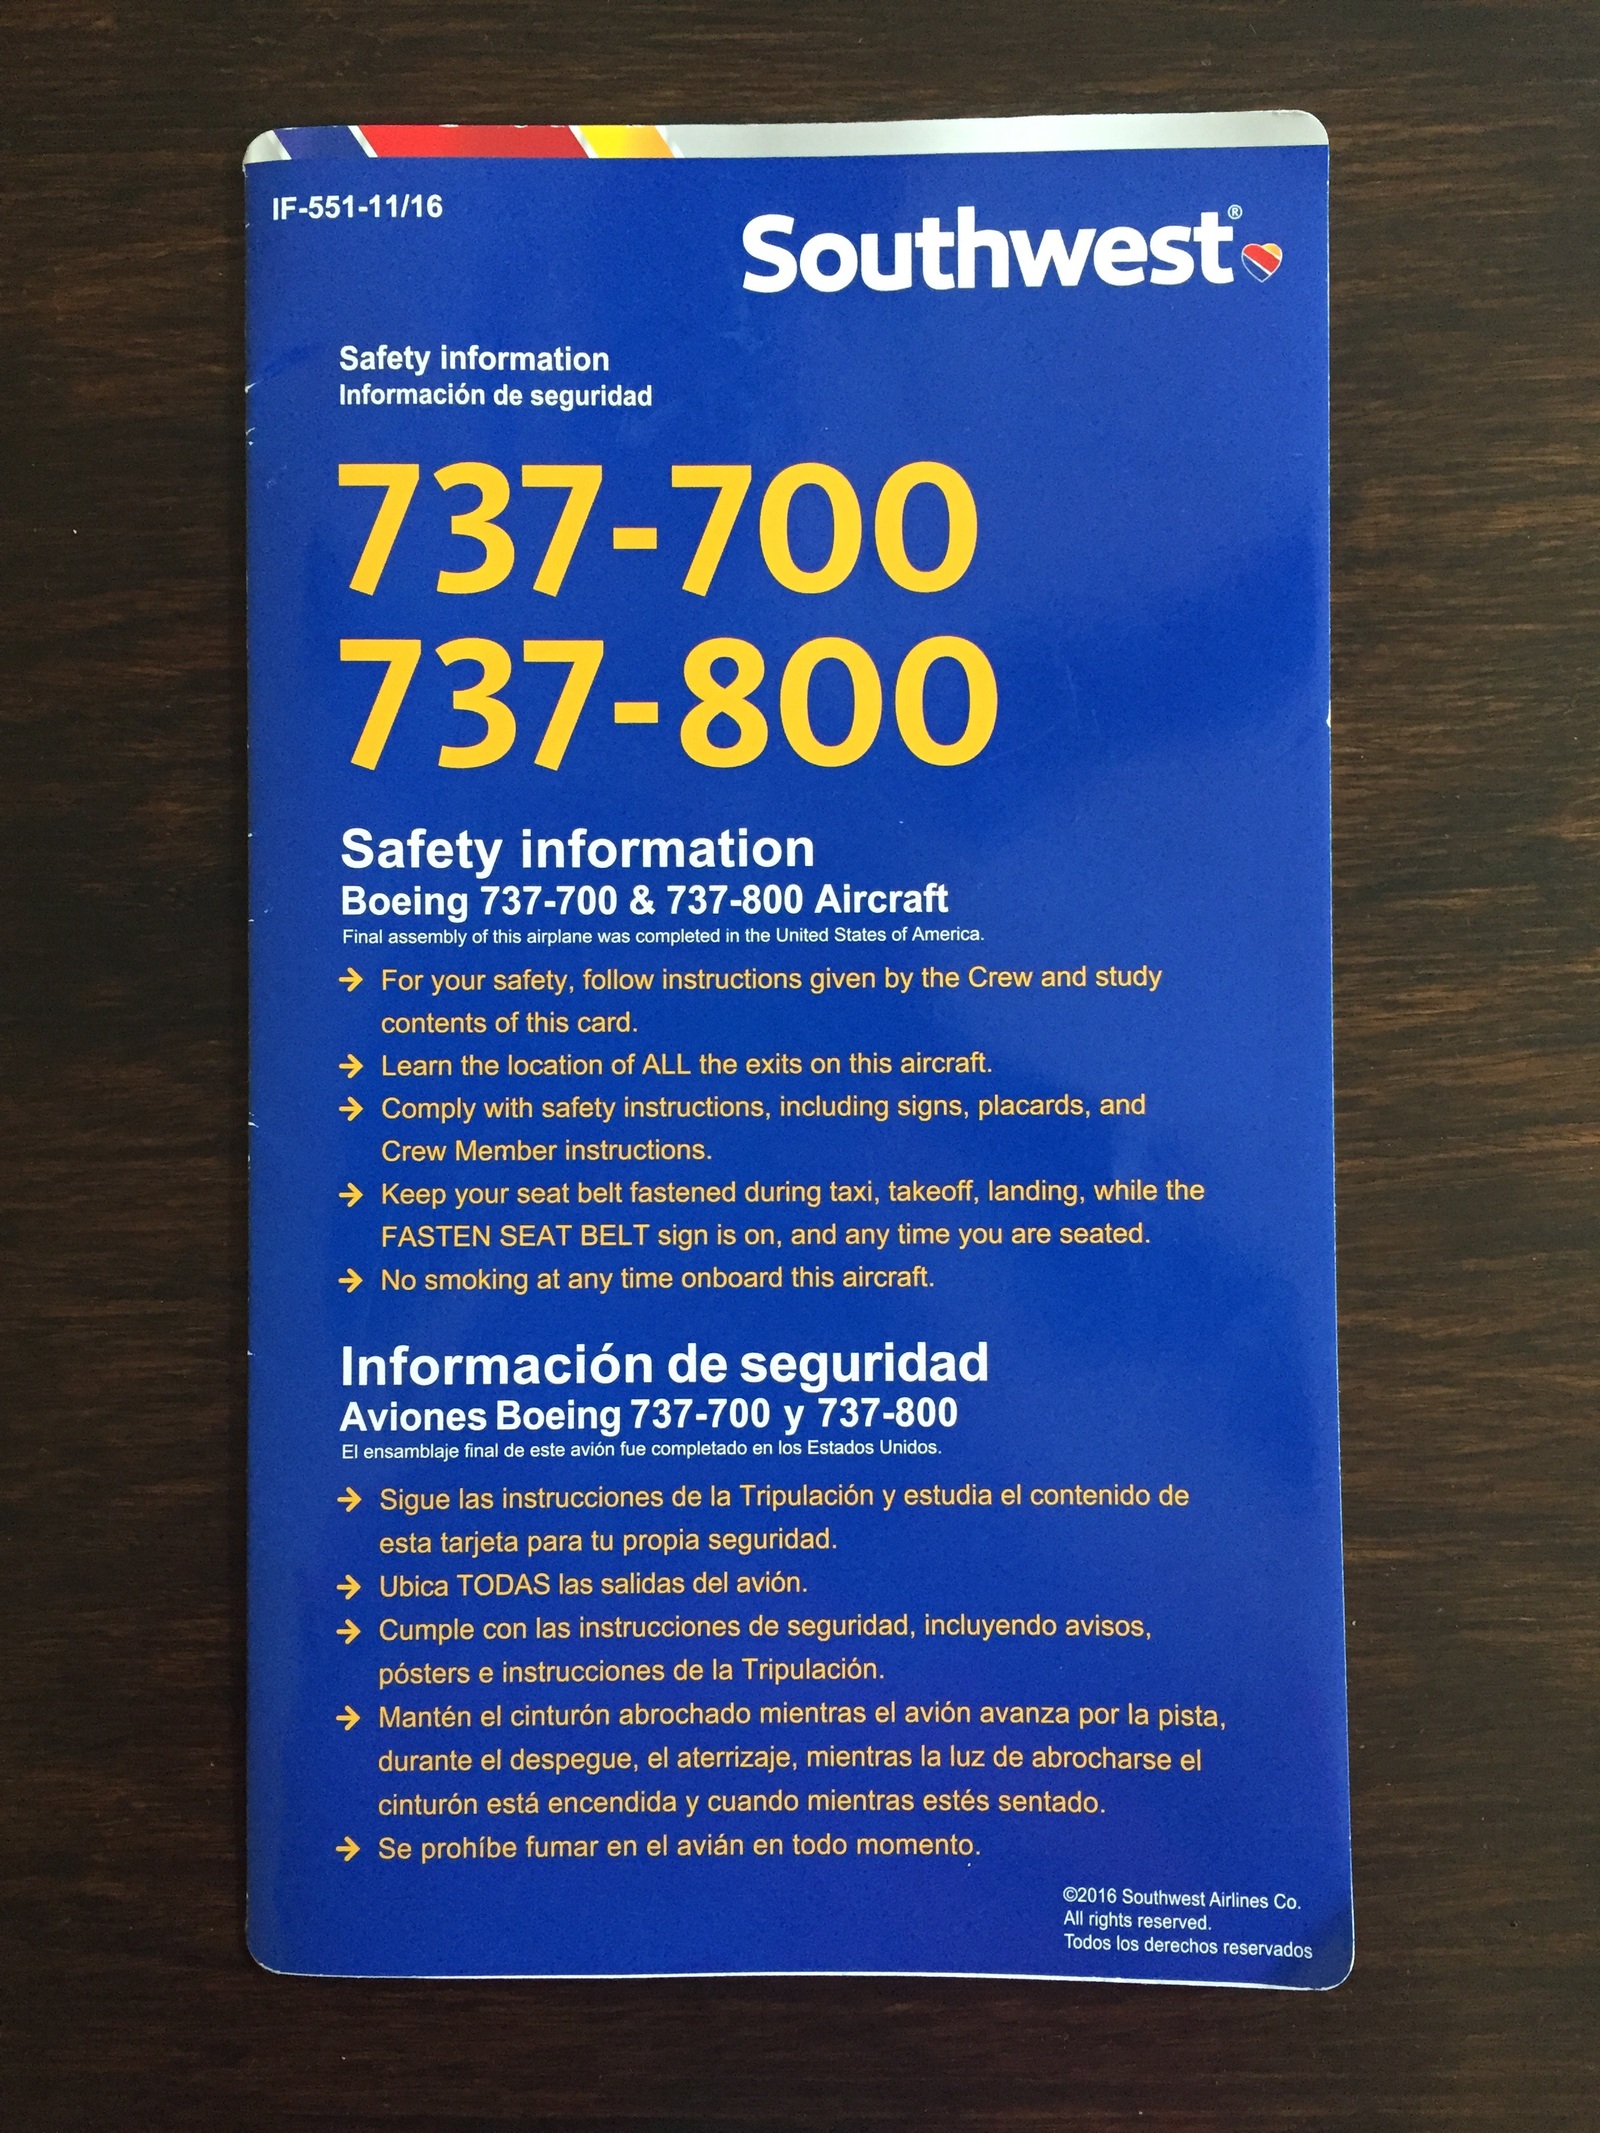 IF-551-11/16
Southwest®
Safety information
Información de seguridad
737-700
737-800
Safety information
Boeing 737-700 & 737-800 Aircraft
Final assembly of this airplane was completed in the United States of America.
→ For your safety, follow instructions given by the Crew and study
contents of this card.
→ Learn the location of ALL the exits on this aircraft.
→ Comply with safety instructions, including signs, placards, and
Crew Member instructions.
→ Keep your seat belt fastened during taxi, takeoff, landing, while the
FASTEN SEAT BELT sign is on, and any time you are seated.
→ No smoking at any time onboard this aircraft.
Información de seguridad
Aviones Boeing 737-700 y 737-800
El ensamblaje final de este avión fue completado en los Estados Unidos.
→ Sigue las instrucciones de la Tripulación y estudia el contenido de
esta tarjeta para tu propia seguridad.
→ Ubica TODAS las salidas del avión.
→ Cumple con las instrucciones de seguridad, incluyendo avisos,
pósters e instrucciones de la Tripulación.
→ Mantén el cinturón abrochado mientras el avión avanza por la pista,
durante el despegue, el aterrizaje, mientras la luz de abrocharse el
cinturón está encendida y cuando mientras estés sentado.
→ Se prohíbe fumar en el avián en todo momento.
©2016 Southwest Airlines Co.
All rights reserved.
Todos los derechos reservados